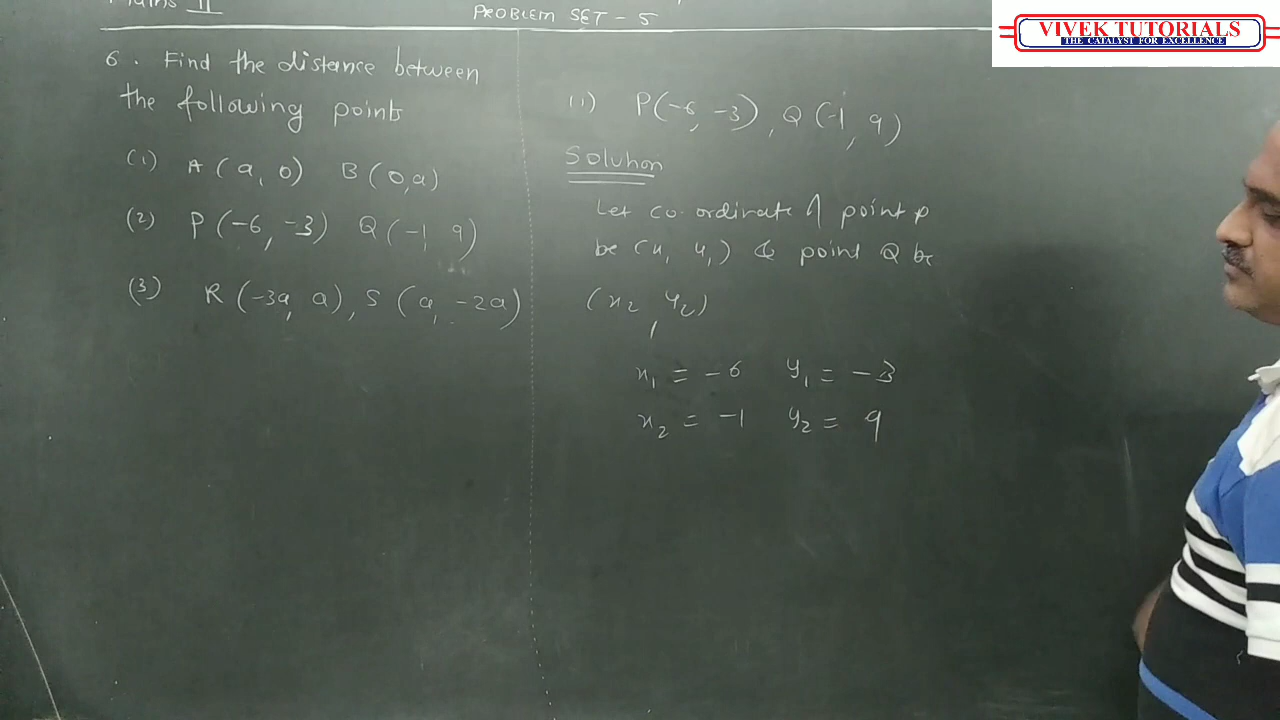 Maths II
PROBLEM SET - 5
VIVEK TUTORIALS
THE CATALYST FOR EXCELLENCE
6. Find the distance between
the following points
(1) A (a, 0) B (0, a)
(2) P (-6, -3) Q (-1, 9)
(3) R (-3a, a), S (a, -2a)
(ii) P(-6, -3), Q (-1, 9)
Solution
Let co-ordinate of point P
be (x₁ y₁) & point Q be
(x₂, y₂)
x₁ = -6 y₁ = -3
x₂ = -1 y₂ = 9